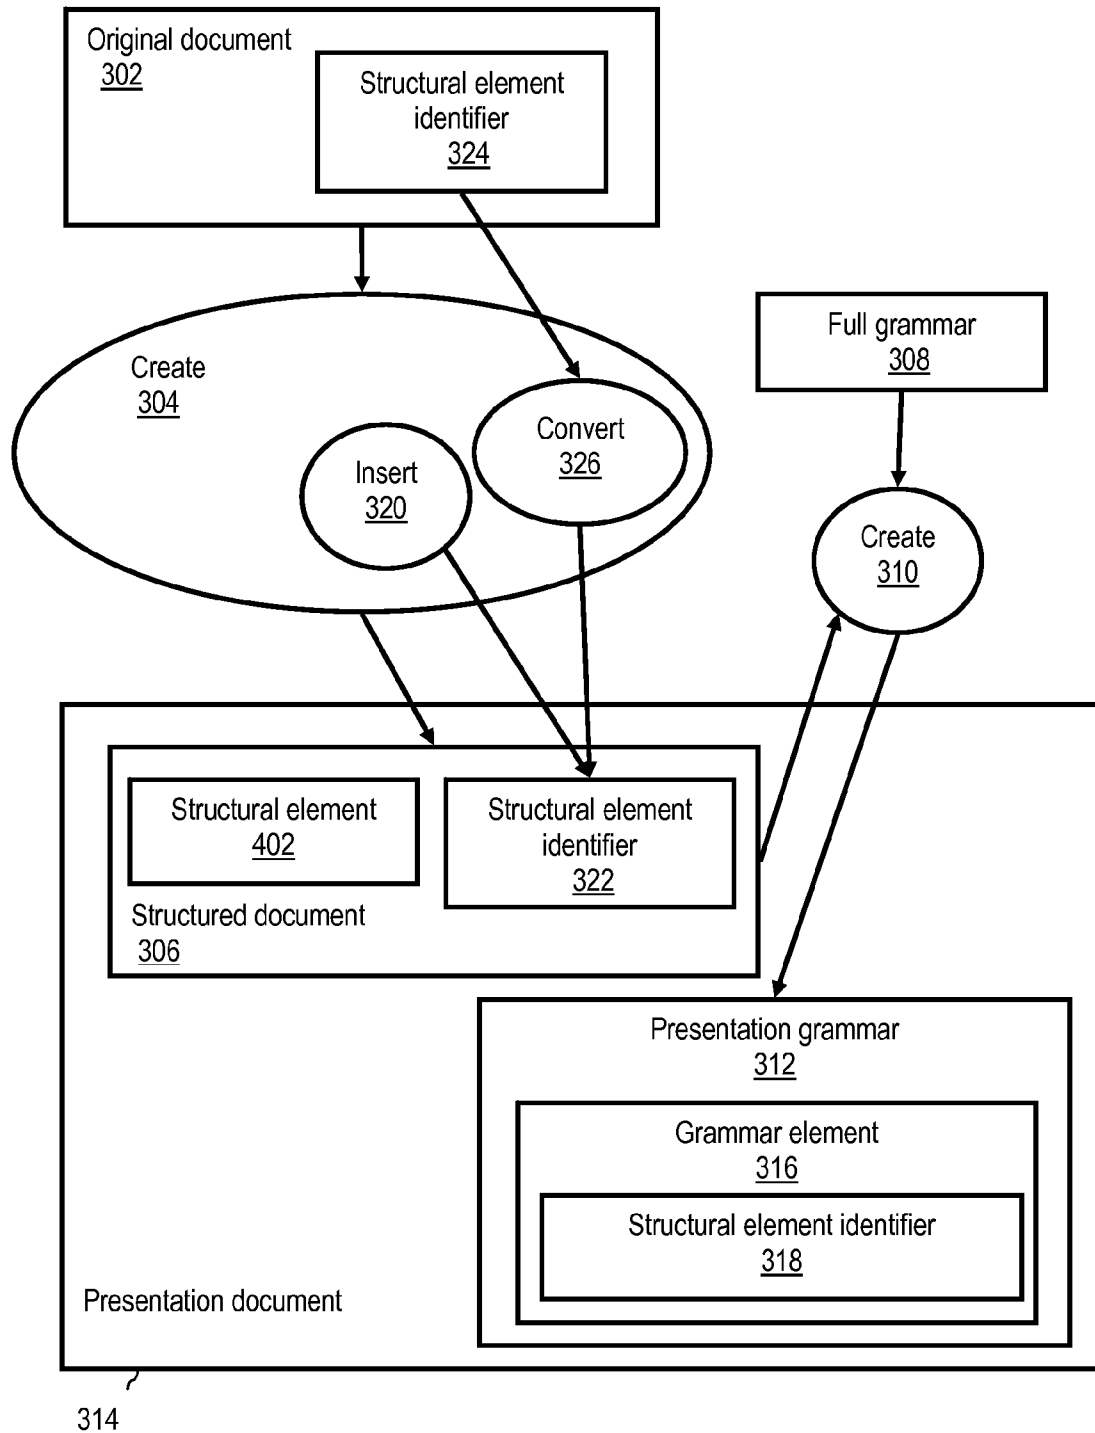 Original document
302
Structural element
identifier
324
Create
304
Insert
320
Convert
326
Full grammar
308
Create
310
Structural element
402
Structural element
identifier
322
Structured document
306
Presentation grammar
312
Grammar element
316
Structural element identifier
318
Presentation document
314